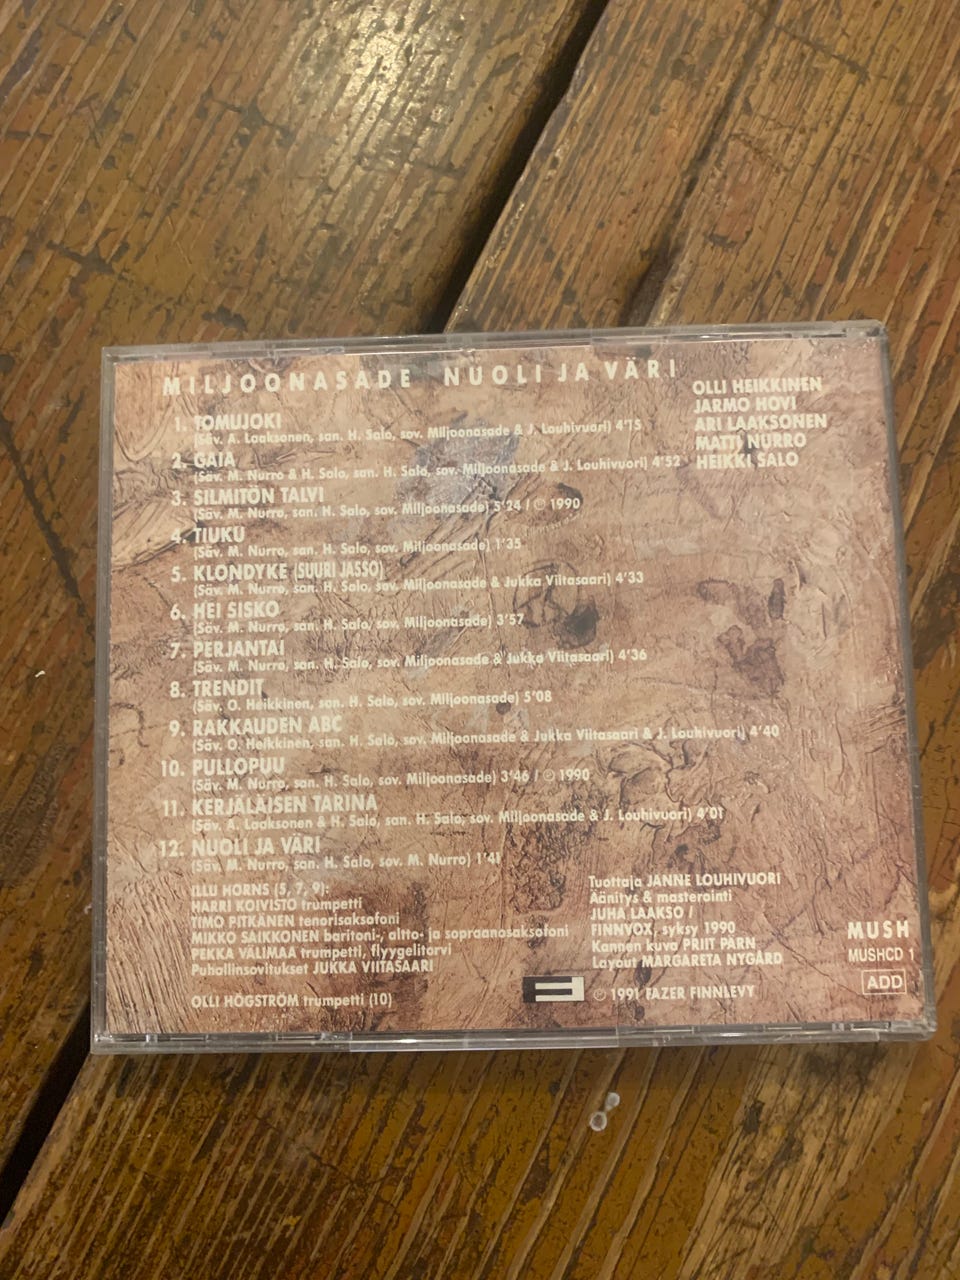 MILJOONASADE NUOLI JA VÄRI
1. TOMUJOKI
(Säv. A. Laaksonen, san. H. Salo, sov. Miljoonasade & J. Louhivuori) 4'15
2. GAIA
(Säv. M. Nurro & H. Salo, san. H. Salo, sov. Miljoonasade & J. Louhivuori) 4'52
3. SILMITÖN TALVI
(Säv. M. Nurro, san. H. Salo, sov. Miljoonasade) 5'24 / ℗ 1990
4. TIUKU
(Säv. M. Nurro, san. H. Salo, sov. Miljoonasade) 1'35
5. KLONDYKE (SUURI JASSO)
(Säv. M. Nurro, san. H. Salo, sov. Miljoonasade & Jukka Viitasaari) 4'33
6. HEI SISKO
(Säv. M. Nurro, san. H. Salo, sov. Miljoonasade) 3'57
7. PERJANTAI
(Säv. M. Nurro, san. H. Salo, sov. Miljoonasade & Jukka Viitasaari) 4'36
8. TRENDIT
(Säv. O. Heikkinen, san. H. Salo, sov. Miljoonasade) 5'08
9. RAKKAUDEN ABC
(Säv. O. Heikkinen, san. H. Salo, sov. Miljoonasade & Jukka Viitasaari & J. Louhivuori) 4'40
10. PULLOPUU
(Säv. M. Nurro, san. H. Salo, sov. Miljoonasade) 3'46 / ℗ 1990
11. KERJÄLÄISEN TARINA
(Säv. A. Laaksonen & H. Salo, san. H. Salo, sov. Miljoonasade & J. Louhivuori) 4'01
12. NUOLI JA VÄRI
(Säv. M. Nurro, san. H. Salo, sov. M. Nurro) 1'41
OLLI HEIKKINEN
JARMO HOVI
ARI LAAKSONEN
MATTI NURRO
HEIKKI SALO
ILLU HORNS (5, 7, 9):
HARRI KOIVISTO trumpetti
TIMO PITKÄNEN tenorisaksofoni
MIKKO SAIKKONEN baritoni-, altto- ja sopraanosaksofoni
PEKKA VÄLIMAA trumpetti, flyygelitorvi
Puhallinsovitukset JUKKA VIITASAARI
OLLI HÖGSTRÖM trumpetti (10)
Tuottaja JANNE LOUHIVUORI
Äänitys & masterointi
JUHA LAAKSO /
FINNVOX, syksy 1990
Kannen kuva PRIIT PÄRN
Layout MARGARETA NYGÅRD
℗ 1991 FAZER FINNLEVY
MUSH
MUSHCD 1
ADD